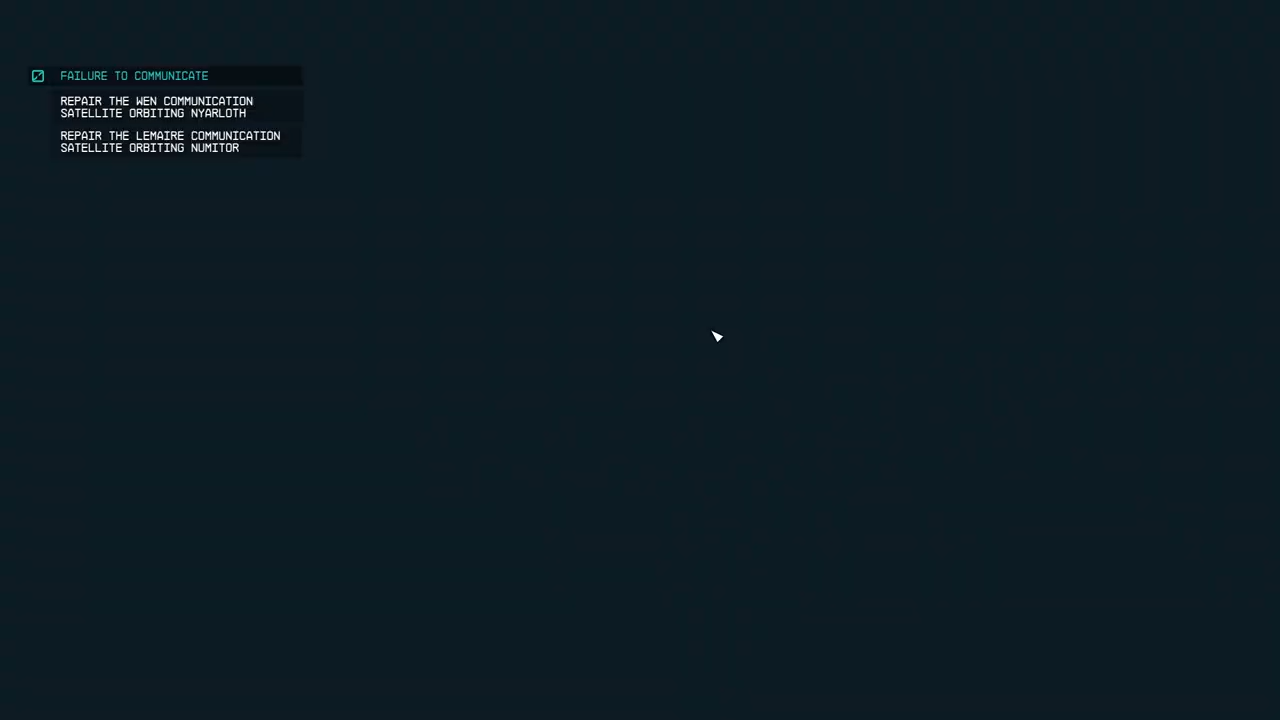 FAILURE TO COMMUNICATE
REPAIR THE WEN COMMUNICATION
SATELLITE ORBITING NYARLOTH
REPAIR THE LEMAIRE COMMUNICATION
SATELLITE ORBITING NUMITOR